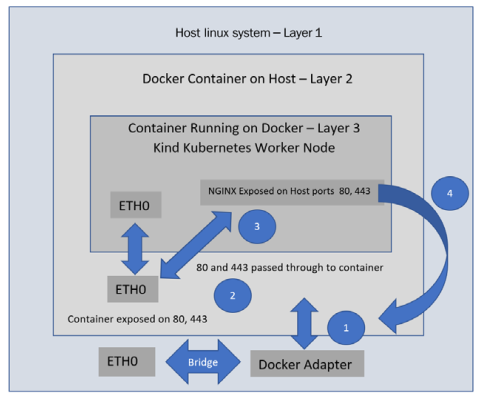 Host linux system – Layer 1
Docker Container on Host – Layer 2
Container Running on Docker – Layer 3
Kind Kubernetes Worker Node
NGINX Exposed on Host ports 80, 443
4
ETH0
3
80 and 443 passed through to container
ETH0
2
Container exposed on 80, 443
1
ETH0
Bridge
Docker Adapter